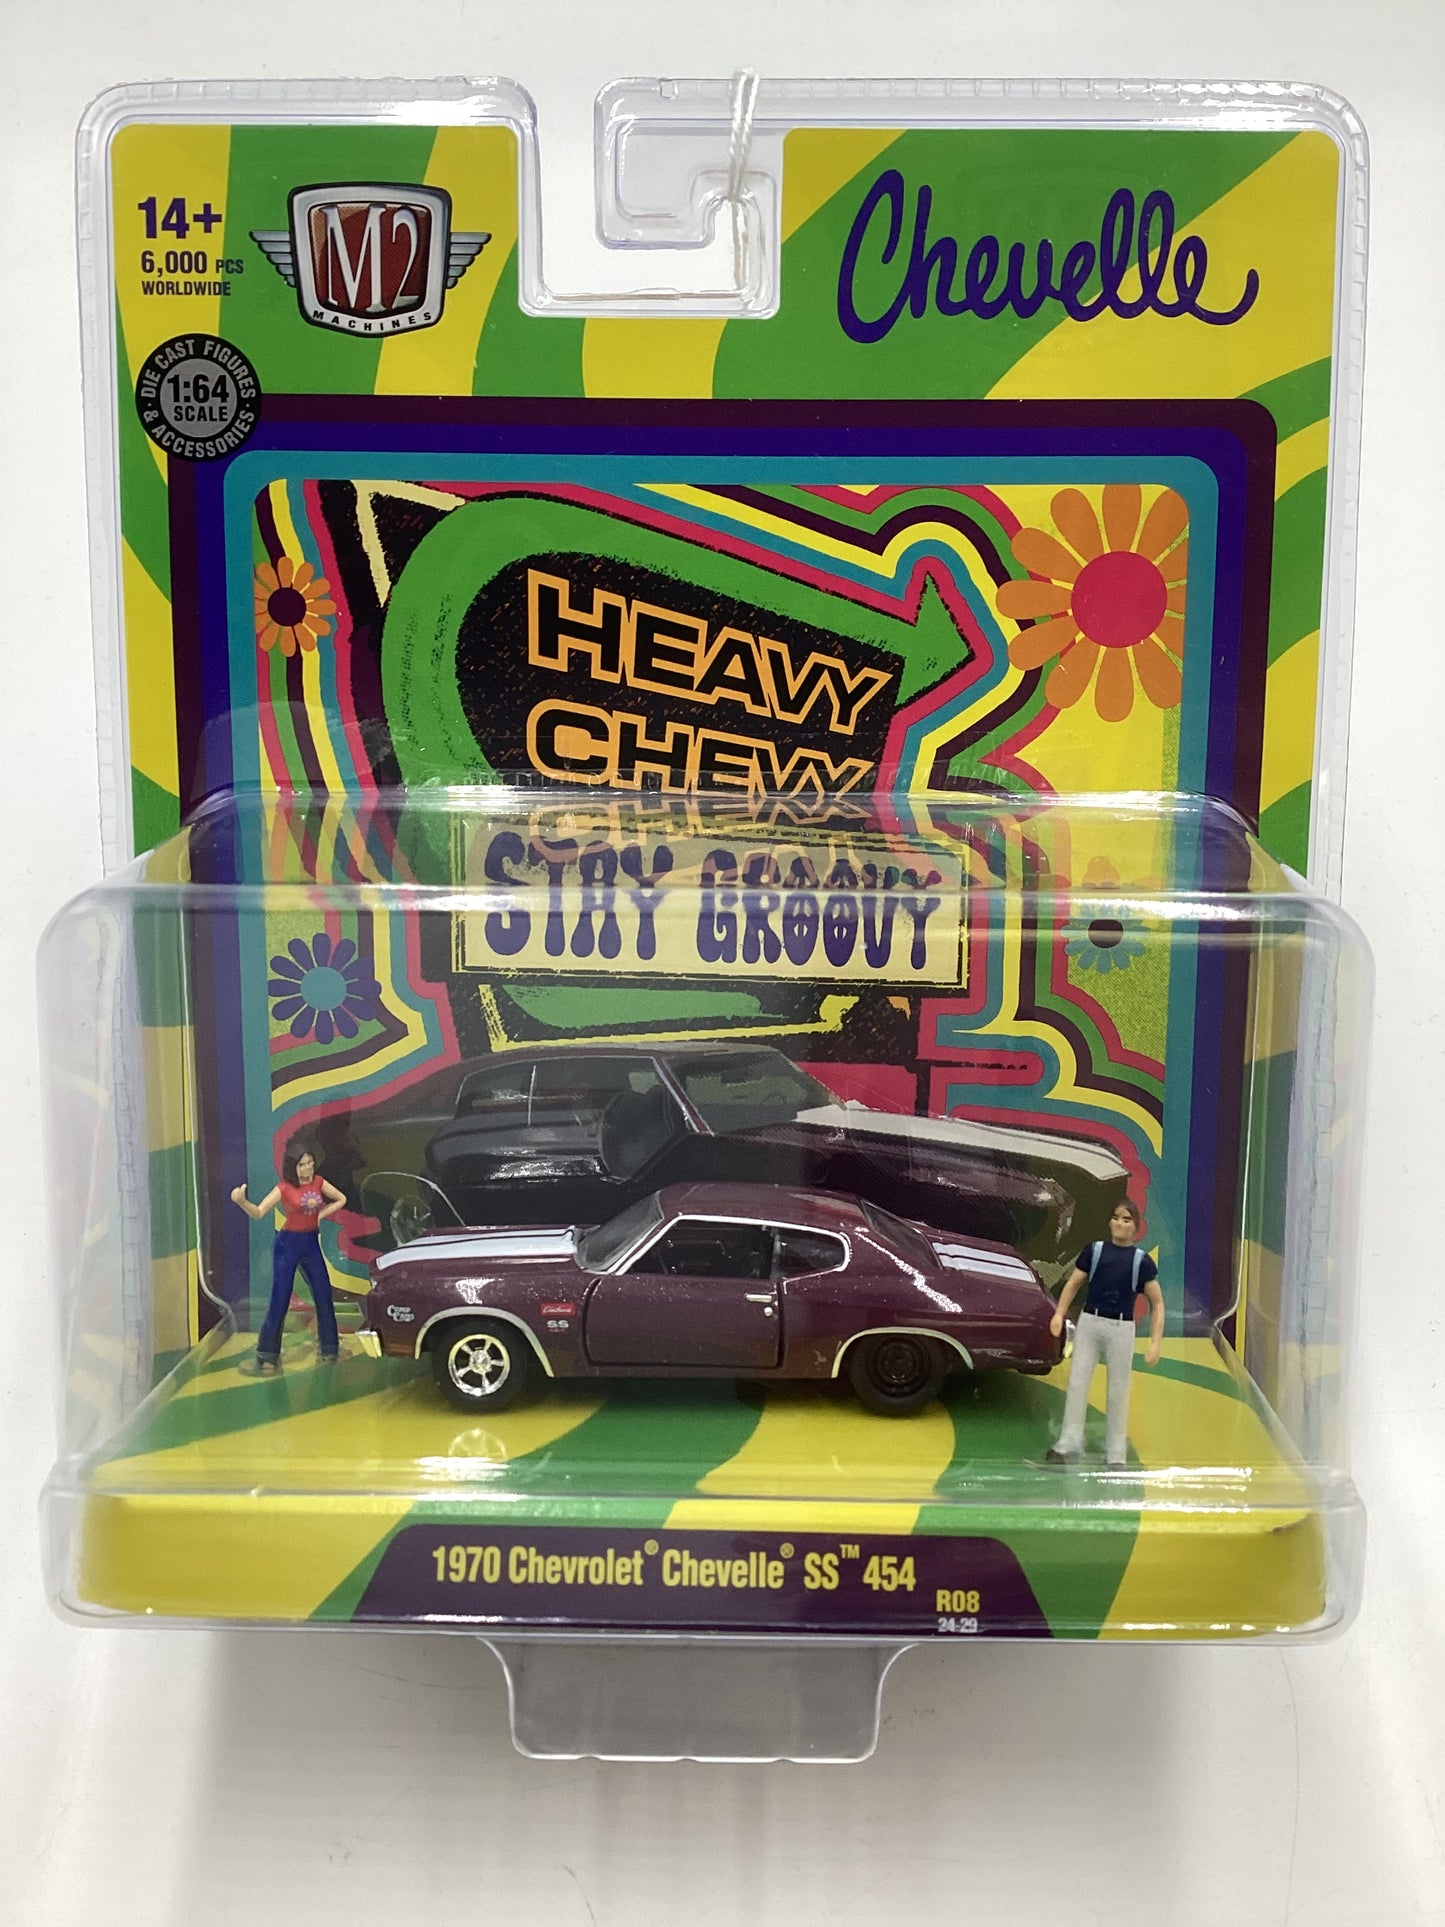 14+
6,000 PCS
WORLDWIDE
M2
MACHINES
Chevelle
DIE CAST FIGURES
1:64
SCALE
& ACCESSORIES
HEAVY
CHEVY
STAY GROOVY
SS
1970 Chevrolet® Chevelle® SS™ 454
R08
24-29